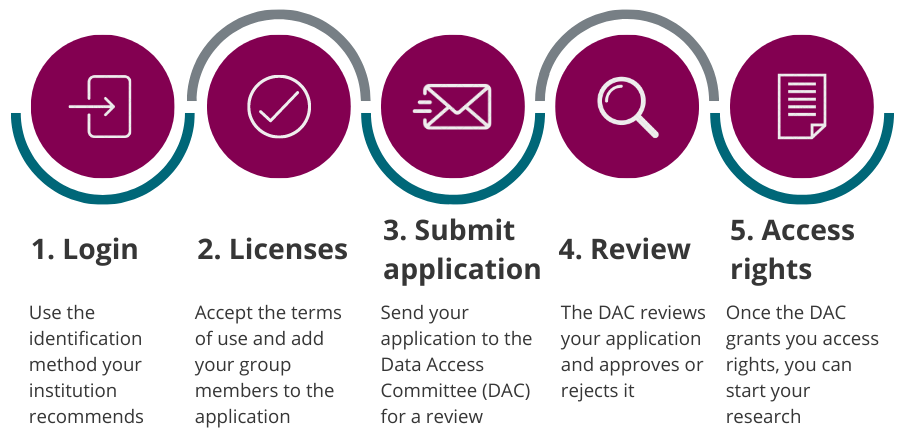 1. Login
Use the
identification
method your
institution
recommends
2. Licenses
Accept the terms
of use and add
your group
members to the
application
3. Submit
application
Send your
application to the
Data Access
Committee (DAC)
for a review
4. Review
The DAC reviews
your application
and approves or
rejects it
5. Access
rights
Once the DAC
grants you access
rights, you can
start your
research